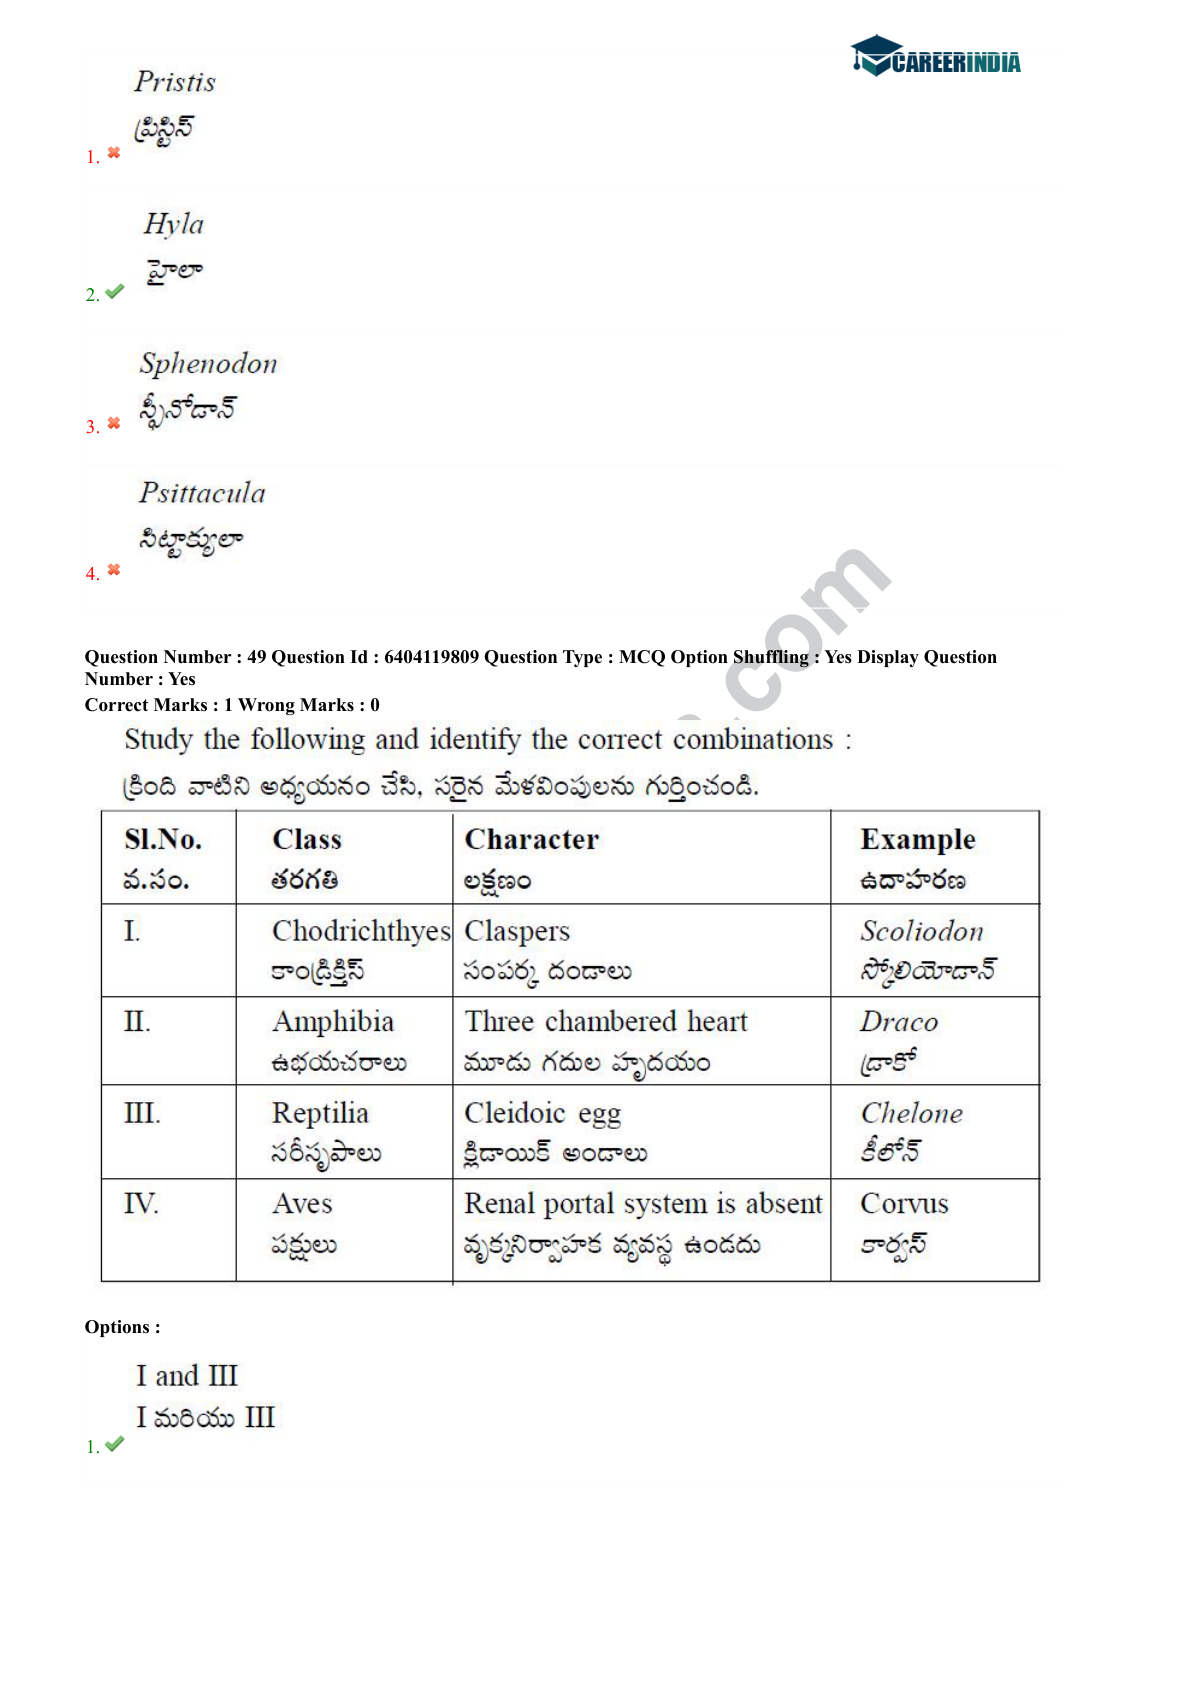 CAREERINDIA
Pristis
ప్రిస్టిస్
1.
Hyla
హైలా
2.
Sphenodon
స్ఫీనోడాన్
3.
Psittacula
సిట్టాక్యులా
4.
Question Number : 49 Question Id : 6404119809 Question Type : MCQ Option Shuffling : Yes Display Question
Number : Yes
Correct Marks : 1 Wrong Marks : 0
Study the following and identify the correct combinations :
క్రింది వాటిని అధ్యయనం చేసి, సరైన మేళవింపులను గుర్తించండి.
Sl.No. Class Character Example
వ.సం. తరగతి లక్షణం ఉదాహరణ
I. Chodrichthyes Claspers Scoliodon
కాండ్రిక్తిస్ సంపర్క దండాలు స్కోలియోడాన్
II. Amphibia Three chambered heart Draco
ఉభయచరాలు మూడు గదుల హృదయం డ్రాకో
III. Reptilia Cleidoic egg Chelone
సరీసృపాలు క్లిడాయిక్ అండాలు కీలోన్
IV. Aves Renal portal system is absent Corvus
పక్షులు వృక్కనిర్వాహక వ్యవస్థ ఉండదు కార్వస్
Options :
I and III
I మరియు III
1.
.com